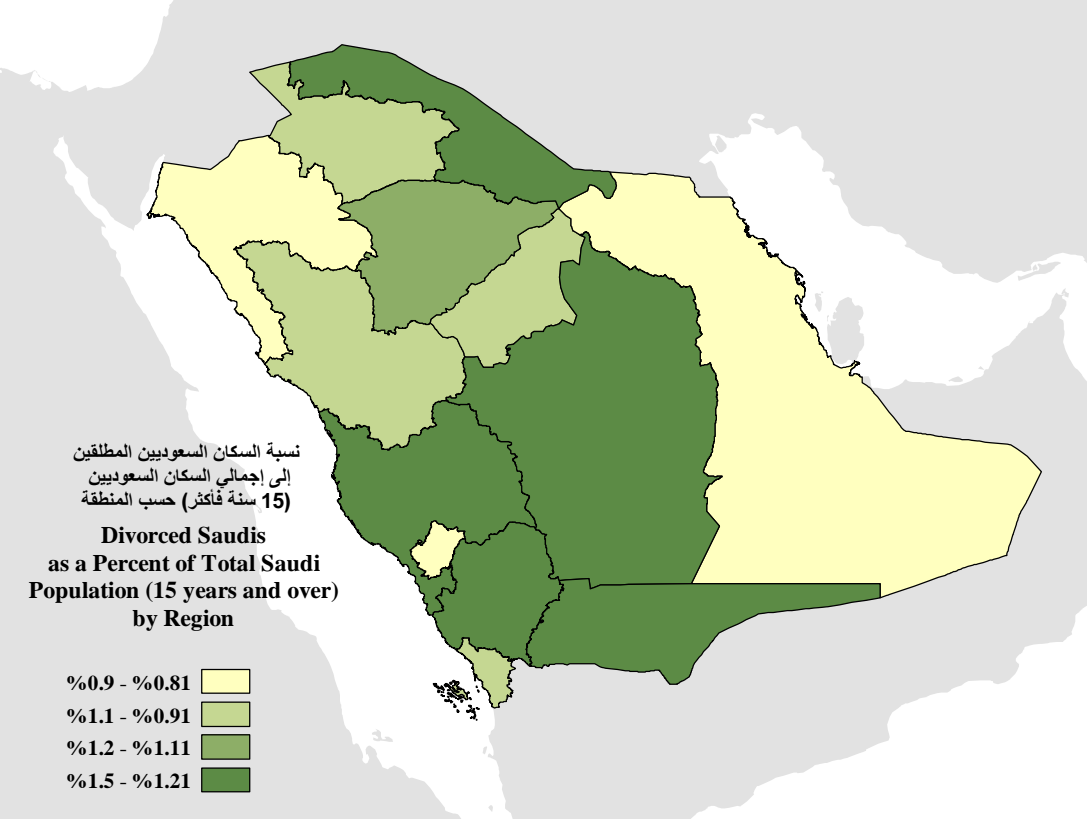 نسبة السكان السعوديين المطلقين
إلى إجمالي السكان السعوديين
(15 سنة فأكثر) حسب المنطقة
Divorced Saudis
as a Percent of Total Saudi
Population (15 years and over)
by Region
%0.9 - %0.81
%1.1 - %0.91
%1.2 - %1.11
%1.5 - %1.21